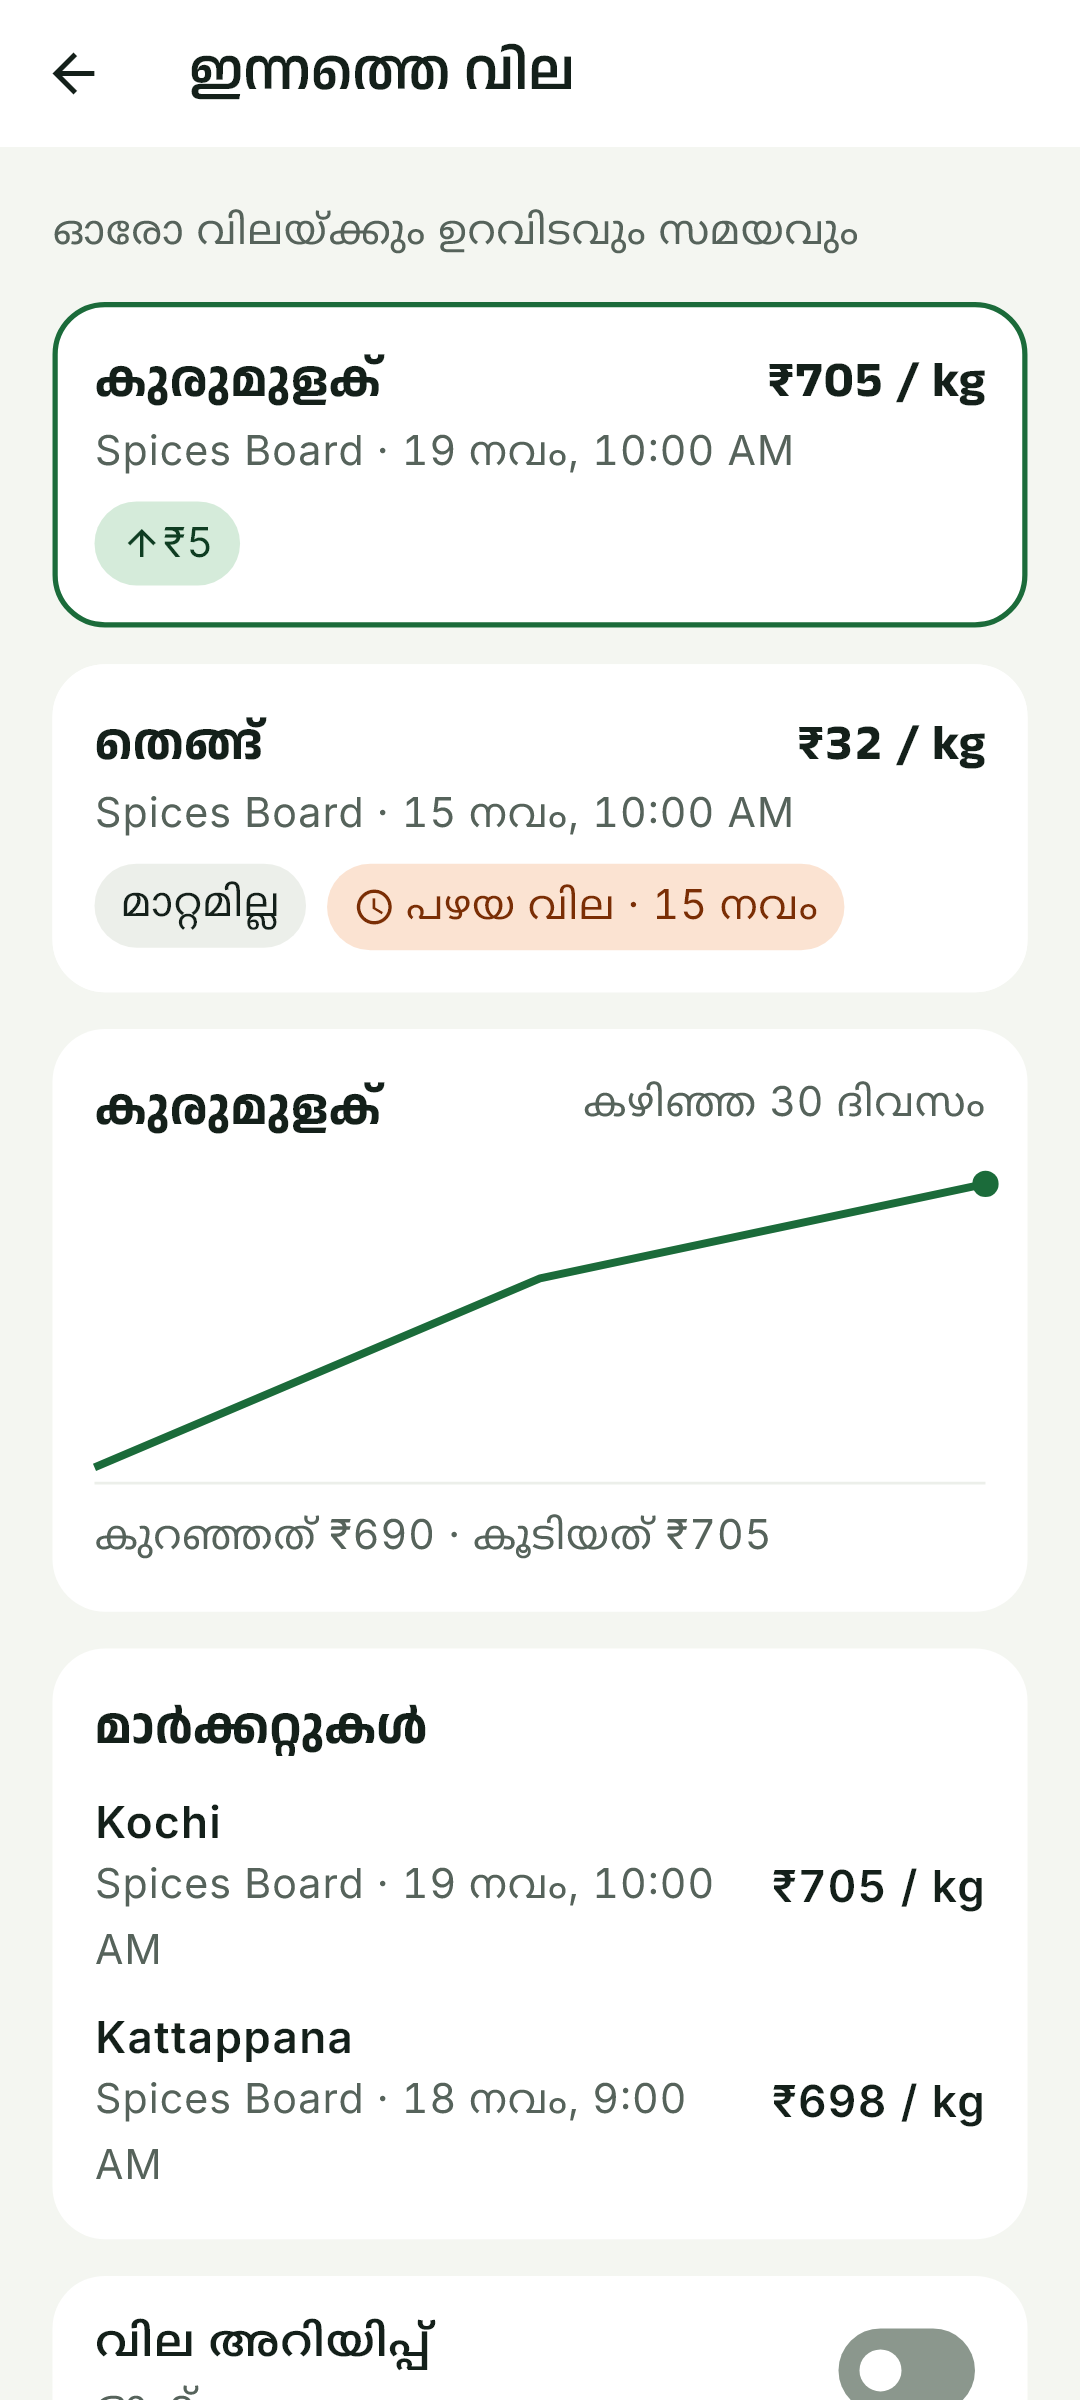 ഇന്നത്തെ വില
ഓരോ വിലയ്ക്കും ഉറവിടവും സമയവും
കുരുമുളക് ₹705 / kg
Spices Board · 19 നവം, 10:00 AM
↑₹5
തെങ്ങ് ₹32 / kg
Spices Board · 15 നവം, 10:00 AM
മാറ്റമില്ല പഴയ വില · 15 നവം
കുരുമുളക് കഴിഞ്ഞ 30 ദിവസം
കുറഞ്ഞത് ₹690 · കൂടിയത് ₹705
മാർക്കറ്റുകൾ
Kochi
Spices Board · 19 നവം, 10:00 ₹705 / kg
AM
Kattappana
Spices Board · 18 നവം, 9:00 ₹698 / kg
AM
വില അറിയിപ്പ്